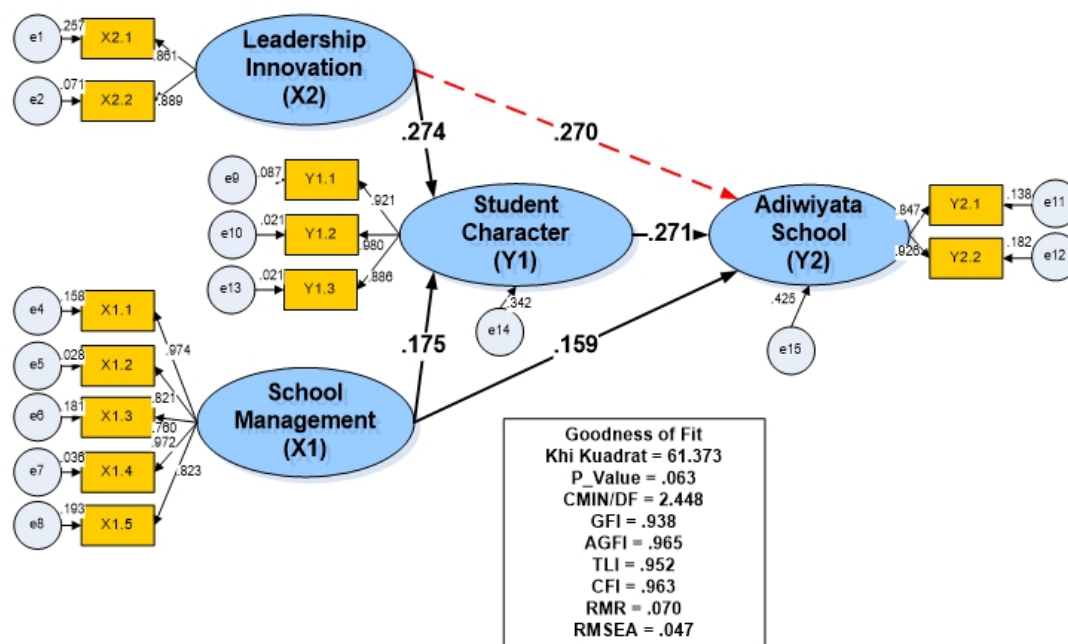 e1
.257
X2.1
.861
e2
.071
X2.2
.889
Leadership
Innovation
(X2)
.274
.270
e9
.087
Y1.1
.921
e10
.021
Y1.2
.980
e13
.021
Y1.3
.886
Student
Character
(Y1)
.271
Adiwiyata
School
(Y2)
.847
Y2.1
.138
e11
.926
Y2.2
.182
e12
.342
e14
.425
e15
.175
.159
e4
.158
X1.1
.974
e5
.028
X1.2
.821
e6
.181
X1.3
.760
e7
.036
X1.4
.972
e8
.193
X1.5
.823
School
Management
(X1)
Goodness of Fit
Khi Kuadrat = 61.373
P_Value = .063
CMIN/DF = 2.448
GFI = .938
AGFI = .965
TLI = .952
CFI = .963
RMR = .070
RMSEA = .047